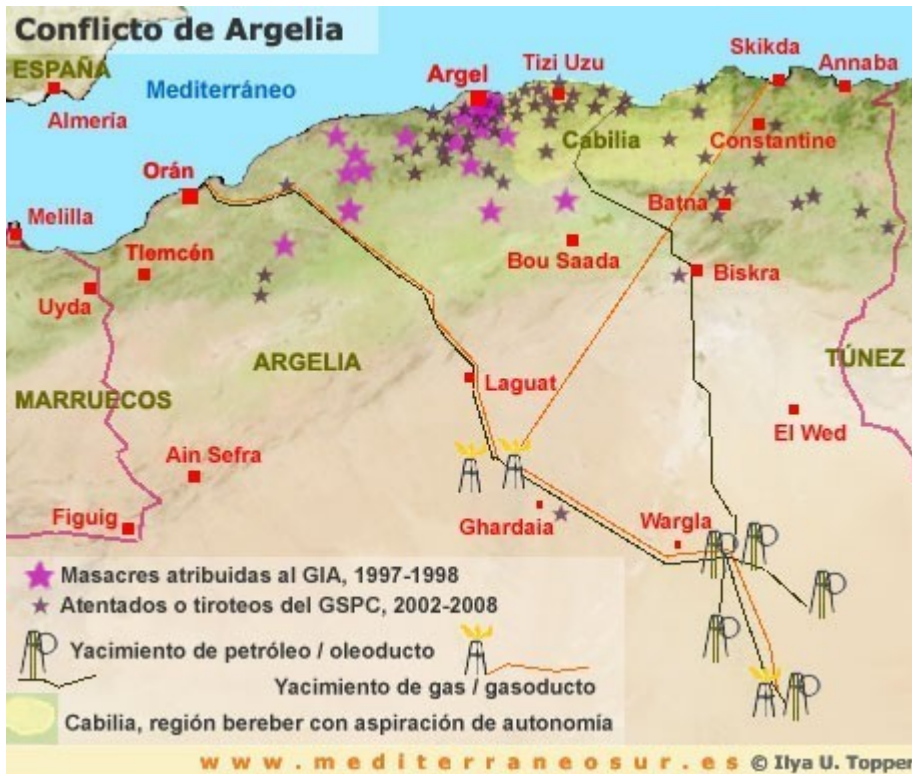 Conflicto de Argelia
ESPAÑA
Almería
Mediterráneo
Argel
Tizi Uzu
Skikda
Annaba
Cabilia
Constantine
Orán
Melilla
Tlemcén
Uyda
Batna
Bou Saada
Biskra
ARGELIA
TÚNEZ
MARRUECOS
Laguat
El Wed
Ain Sefra
Figuig
Ghardaia
Wargla
Masacres atribuidas al GIA, 1997-1998
Atentados o tiroteos del GSPC, 2002-2008
Yacimiento de petróleo / oleoducto
Yacimiento de gas / gasoducto
Cabilia, región bereber con aspiración de autonomía
www.mediterraneosur.es © Ilya U. Topper